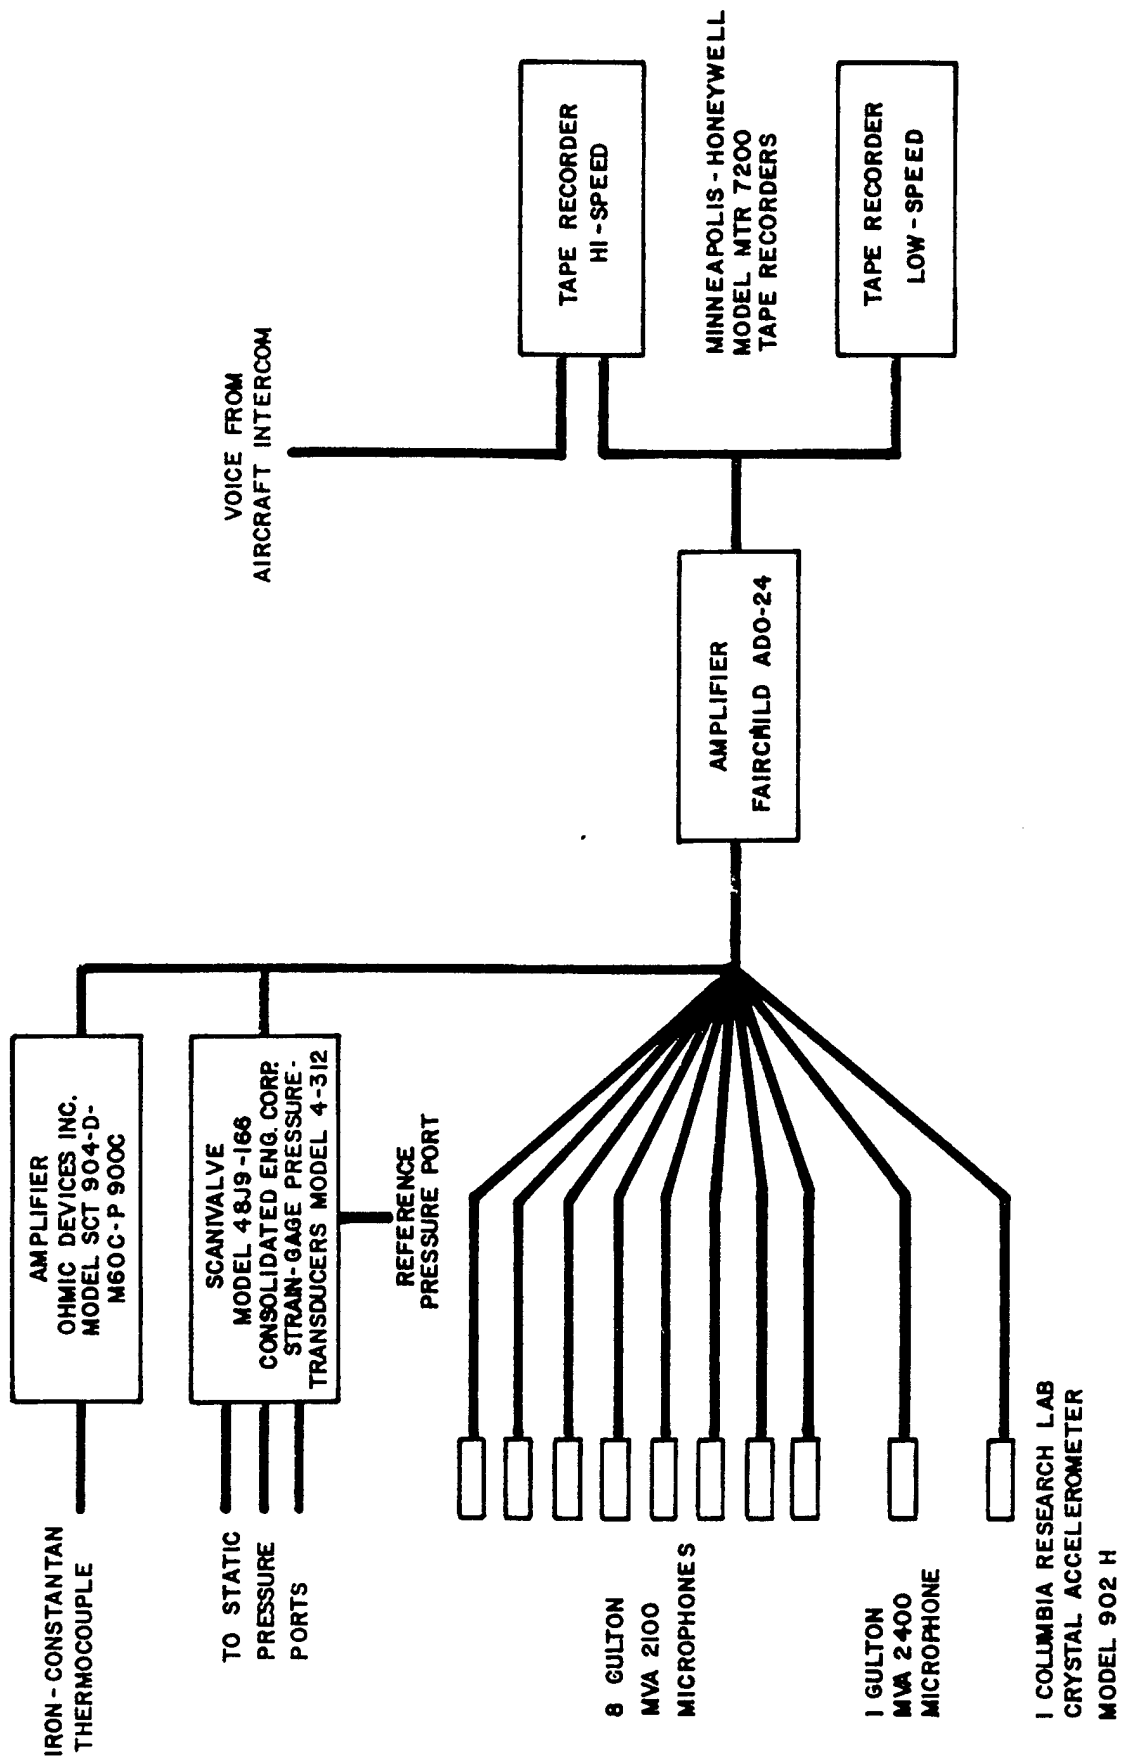 IRON-CONSTANTAN
THERMOCOUPLE
AMPLIFIER
OHMIC DEVICES INC.
MODEL SCT 904-D-
M60C-P 900C
TO STATIC
PRESSURE
PORTS
SCANIVALVE
MODEL 48J9-166
CONSOLIDATED ENG. CORP.
STRAIN-GAGE PRESSURE-
TRANSDUCERS MODEL 4-312
REFERENCE
PRESSURE PORT
8 GULTON
MVA 2100
MICROPHONES
1 GULTON
MVA 2400
MICROPHONE
1 COLUMBIA RESEARCH LAB
CRYSTAL ACCELEROMETER
MODEL 902 H
AMPLIFIER
FAIRCHILD ADO-24
VOICE FROM
AIRCRAFT INTERCOM
TAPE RECORDER
HI-SPEED
MINNEAPOLIS-HONEYWELL
MODEL MTR 7200
TAPE RECORDERS
TAPE RECORDER
LOW-SPEED